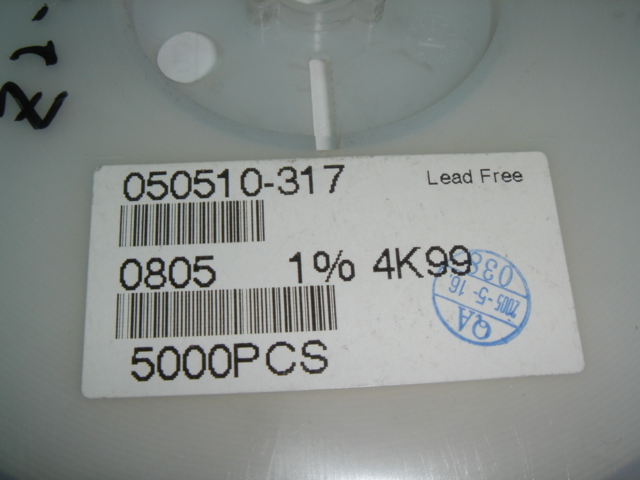 050510-317
Lead Free
0805 1% 4K99
5000PCS
038
2005-5-16
QA